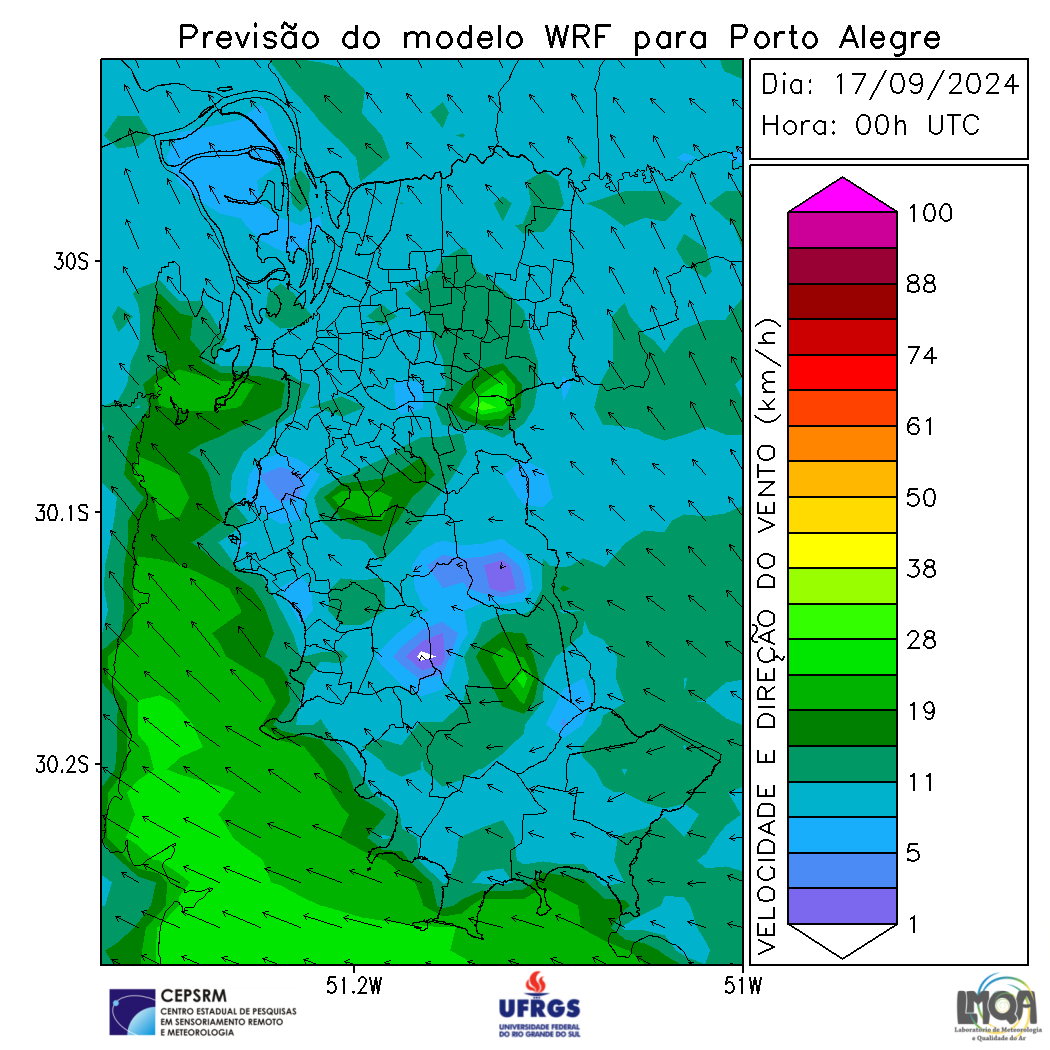 Previsão do modelo WRF para Porto Alegre
Dia: 17/09/2024
Hora: 00h UTC
30S
30.1S
30.2S
51.2W
51W
VELOCIDADE E DIREÇÃO DO VENTO (km/h)
100
88
74
61
50
38
28
19
11
5
1
CEPSRM
CENTRO ESTADUAL DE PESQUISAS
EM SENSORIAMENTO REMOTO
E METEOROLOGIA
UFRGS
UNIVERSIDADE FEDERAL
DO RIO GRANDE DO SUL
LMQA
Laboratório de Meteorologia
e Qualidade do Ar